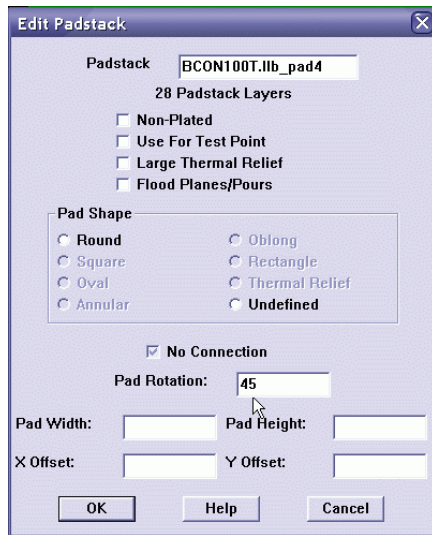 Edit Padstack
Padstack BCON100T.llb_pad4
28 Padstack Layers
Non-Plated
Use For Test Point
Large Thermal Relief
Flood Planes/Pours
Pad Shape
Round Oblong
Square Rectangle
Oval Thermal Relief
Annular Undefined
No Connection
Pad Rotation: 45
Pad Width: Pad Height:
X Offset: Y Offset:
OK Help Cancel